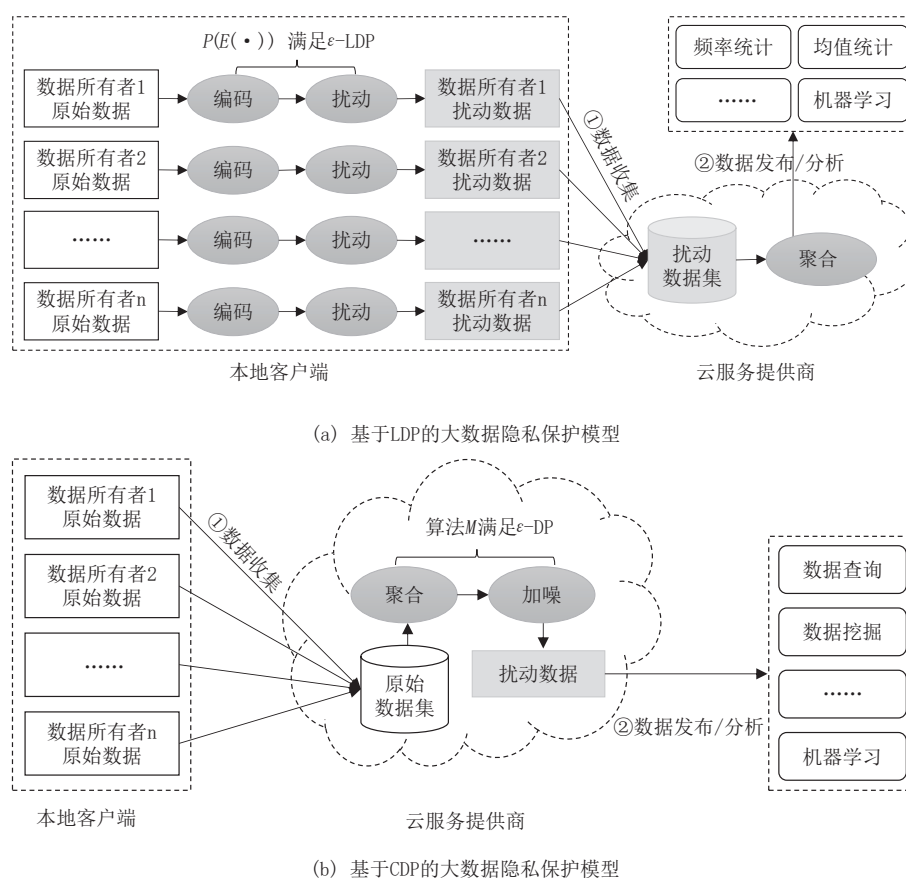 P(E(·)) 满足ε-LDP
数据所有者1
原始数据
编码
扰动
数据所有者1
扰动数据
数据所有者2
原始数据
编码
扰动
数据所有者2
扰动数据
……
编码
扰动
……
数据所有者n
原始数据
编码
扰动
数据所有者n
扰动数据
本地客户端
①数据收集
扰动
数据集
聚合
云服务提供商
②数据发布/分析
频率统计
均值统计
……
机器学习
(a) 基于LDP的大数据隐私保护模型
数据所有者1
原始数据
数据所有者2
原始数据
……
数据所有者n
原始数据
本地客户端
①数据收集
算法M满足ε-DP
聚合
加噪
原始
数据集
扰动数据
云服务提供商
②数据发布/分析
数据查询
数据挖掘
……
机器学习
(b) 基于CDP的大数据隐私保护模型